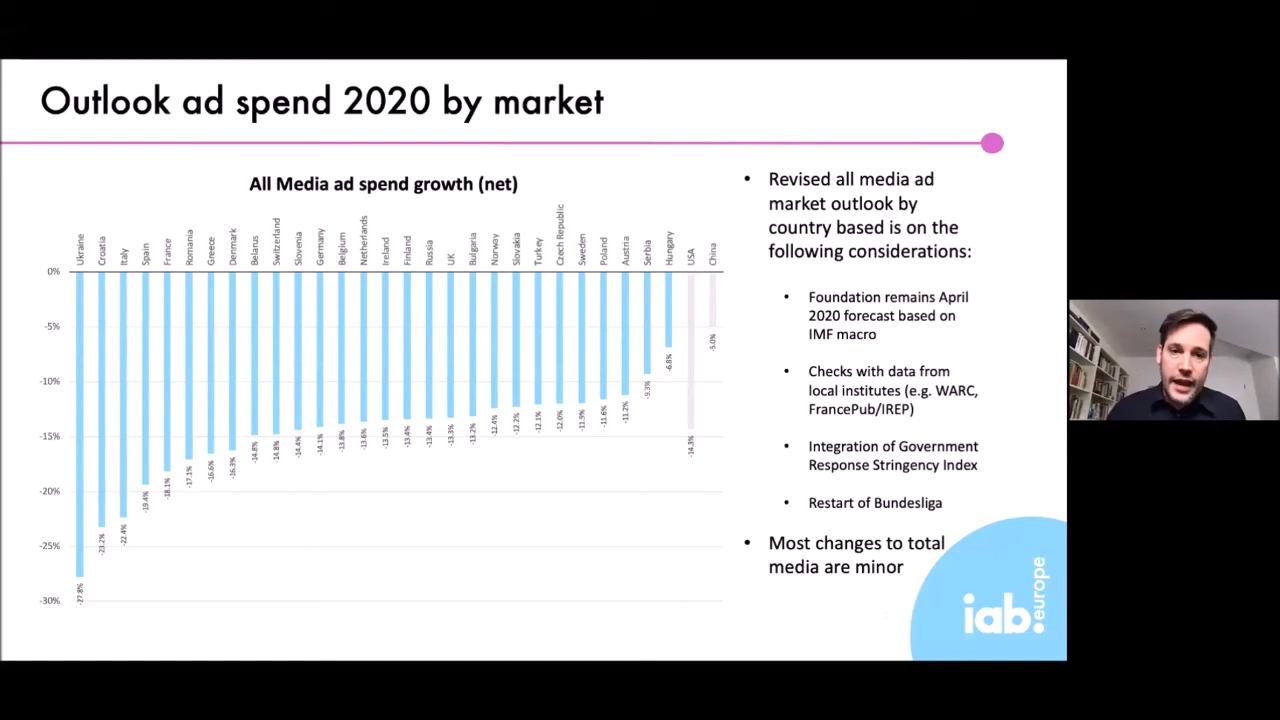 Outlook ad spend 2020 by market
All Media ad spend growth (net)
Ukraine
Croatia
Italy
Spain
France
Romania
Greece
Denmark
Belarus
Switzerland
Slovenia
Germany
Belgium
Netherlands
Ireland
Finland
Russia
UK
Bulgaria
Norway
Slovakia
Turkey
Czech Republic
Sweden
Poland
Austria
Serbia
Hungary
USA
China
0%
-5%
-10%
-15%
-20%
-25%
-30%
-27.8%
-23.2%
-22.4%
-19.4%
-18.1%
-17.1%
-16.6%
-16.3%
-14.8%
-14.8%
-14.4%
-14.1%
-13.8%
-13.6%
-13.5%
-13.4%
-13.4%
-13.3%
-13.2%
-12.4%
-12.2%
-12.1%
-12.0%
-11.9%
-11.6%
-11.2%
-9.3%
-6.8%
-14.3%
-5.0%
• Revised all media ad
market outlook by
country based is on the
following considerations:
• Foundation remains April
2020 forecast based on
IMF macro
• Checks with data from
local institutes (e.g. WARC,
FrancePub/IREP)
• Integration of Government
Response Stringency Index
• Restart of Bundesliga
• Most changes to total
media are minor
iab.
europe